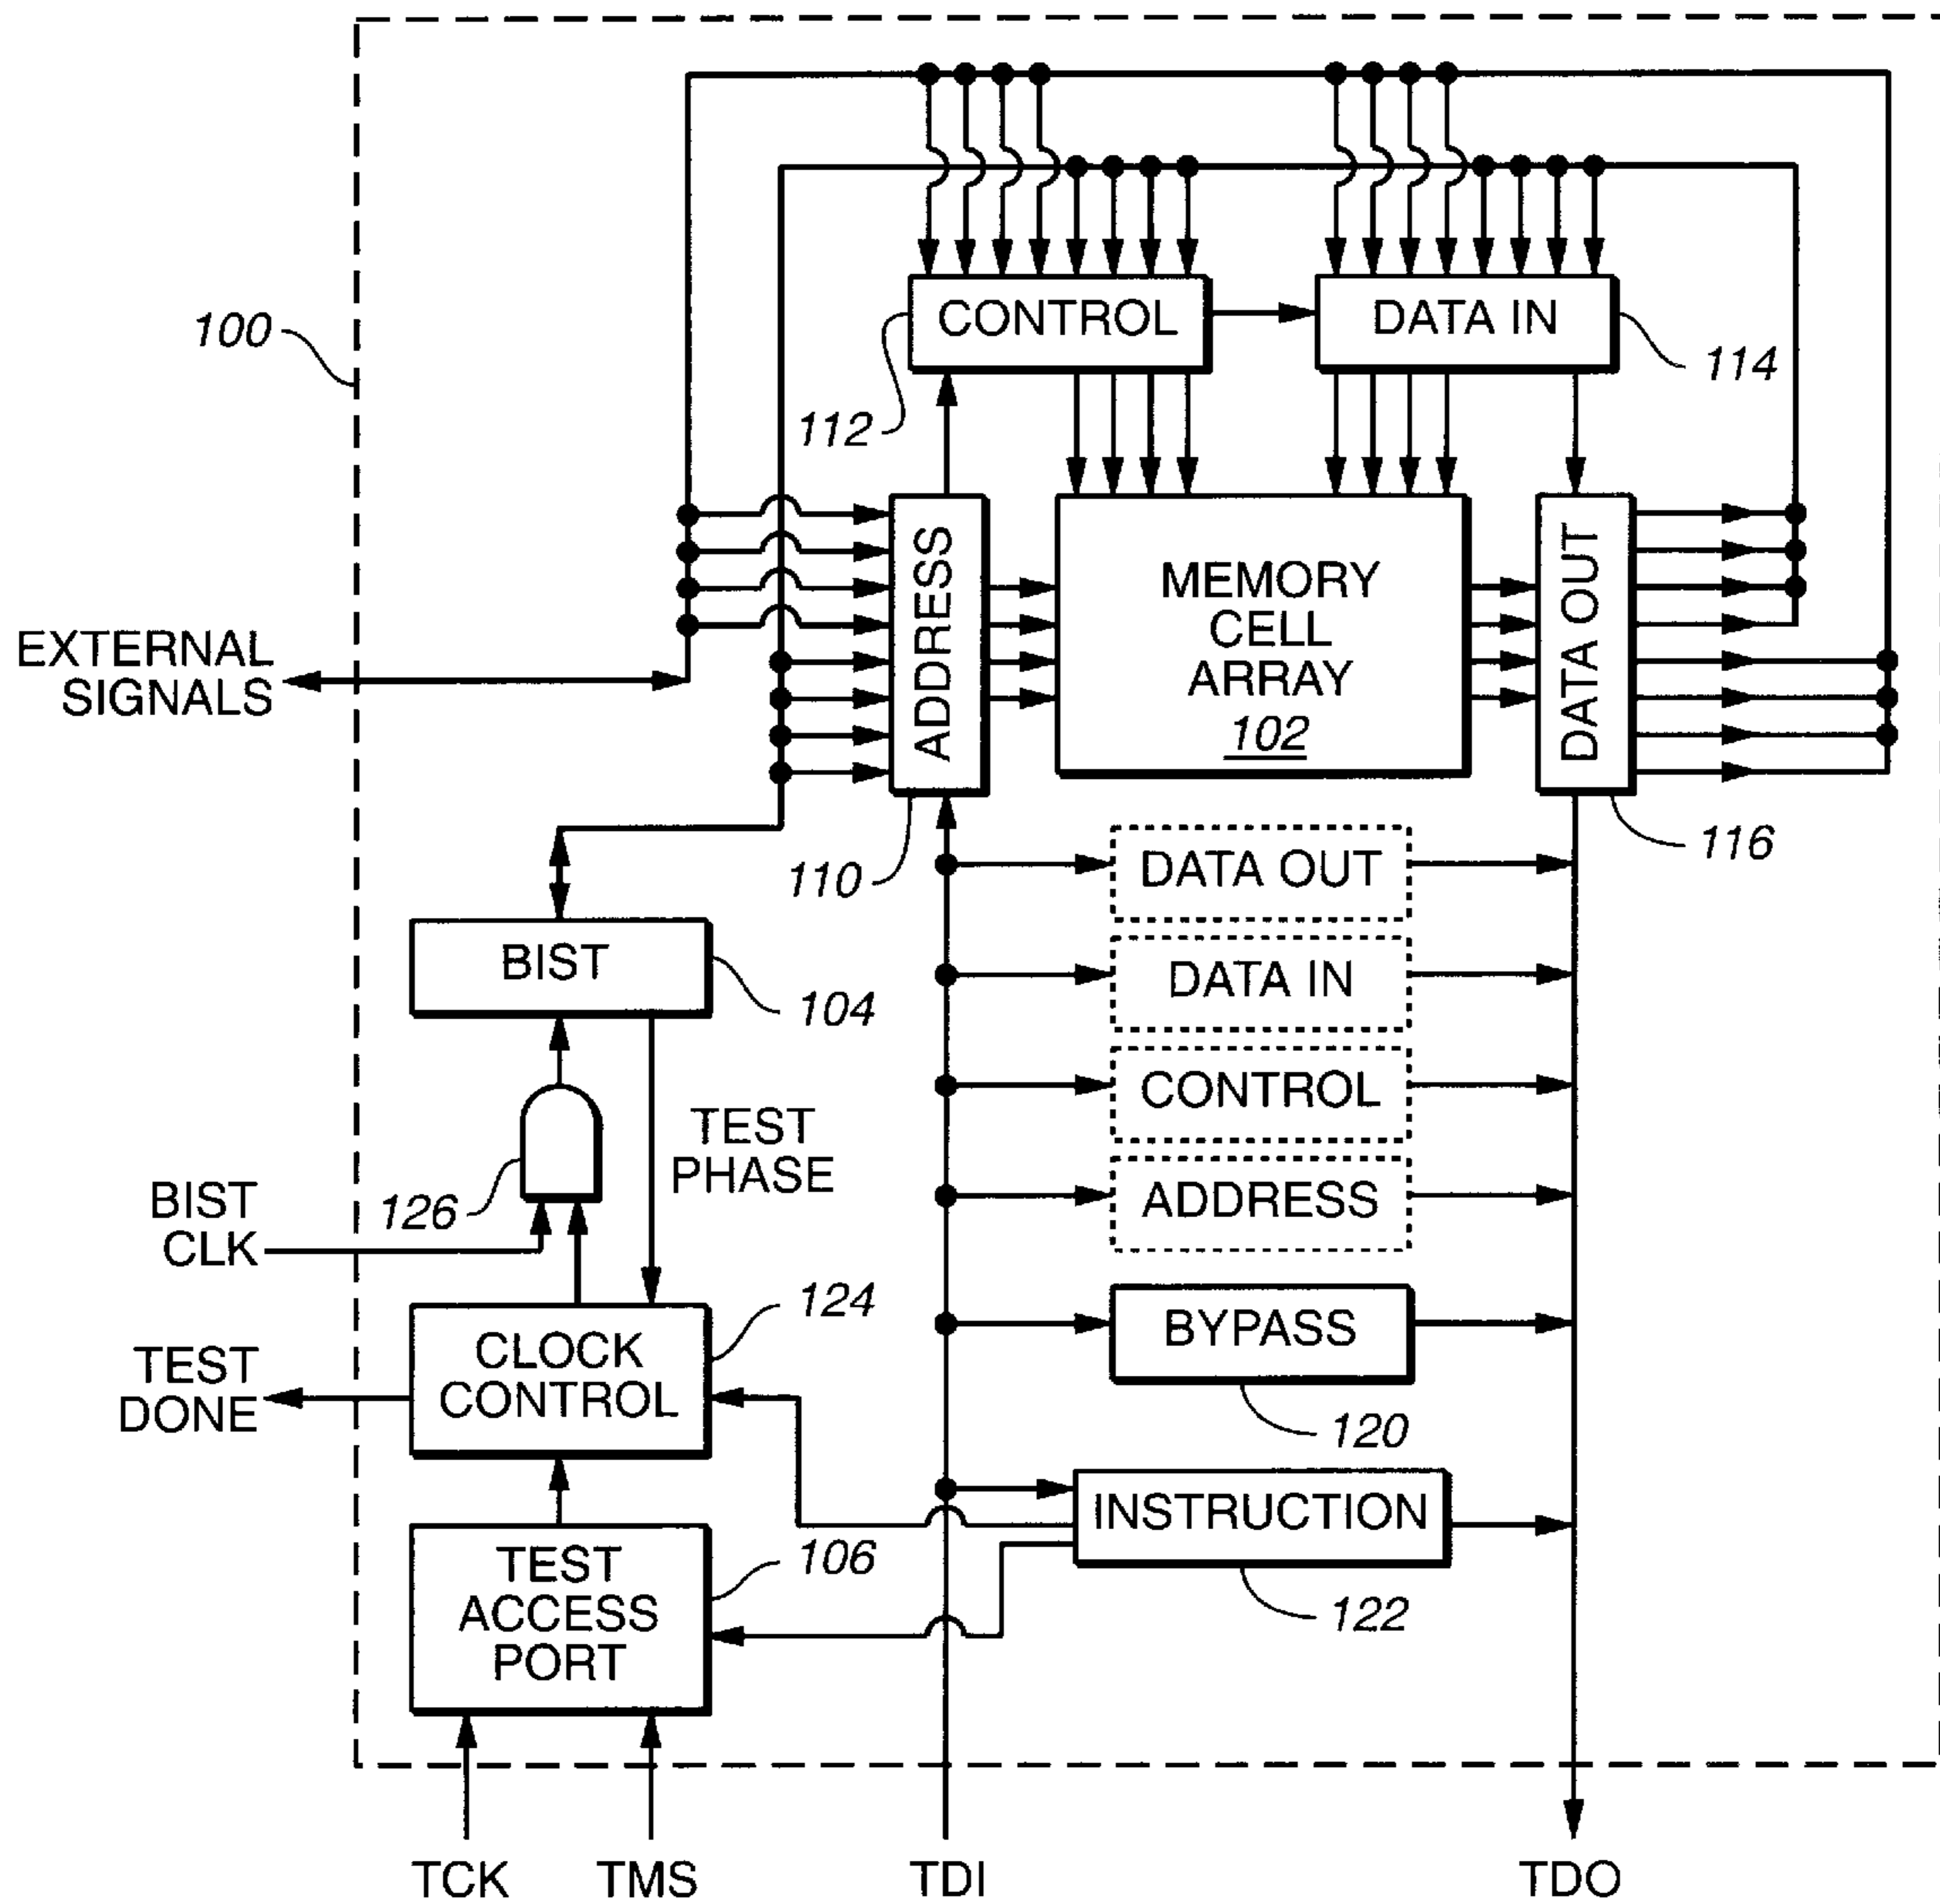 100
CONTROL
DATA IN
112
114
EXTERNAL
SIGNALS
ADDRESS
MEMORY
CELL
ARRAY
102
DATA OUT
110
116
DATA OUT
BIST
104
DATA IN
CONTROL
TEST
PHASE
ADDRESS
126
BIST
CLK
124
CLOCK
CONTROL
BYPASS
120
TEST
DONE
INSTRUCTION
122
106
TEST
ACCESS
PORT
TCK
TMS
TDI
TDO